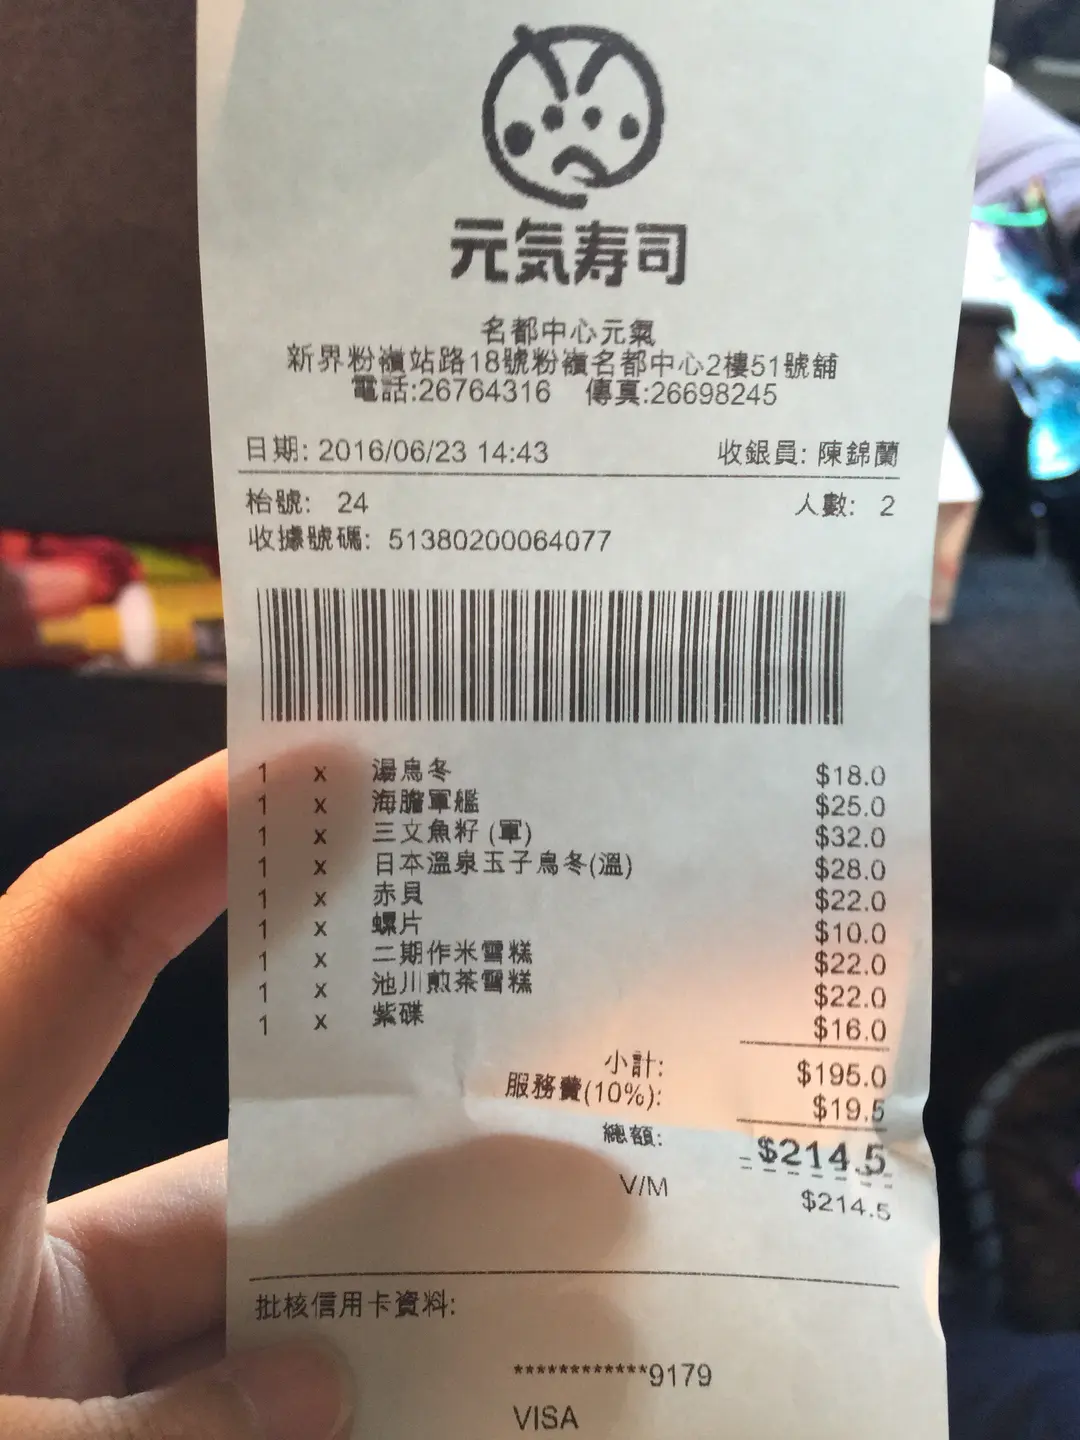 元気寿司
名都中心元氣
新界粉嶺站路18號粉嶺名都中心2樓51號舖
電話:26764316 傳真:26698245
日期: 2016/06/23 14:43 收銀員: 陳錦蘭
枱號: 24 人數: 2
收據號碼: 51380200064077
1 x 湯烏冬 $18.0
1 x 海膽軍艦 $25.0
1 x 三文魚籽 (軍) $32.0
1 x 日本溫泉玉子烏冬(溫) $28.0
1 x 赤貝 $22.0
1 x 螺片 $10.0
1 x 二期作米雪糕 $22.0
1 x 池川煎茶雪糕 $22.0
1 x 紫碟 $16.0
小計: $195.0
服務費(10%): $19.5
總額: $214.5
V/M $214.5
批核信用卡資料:
************9179
VISA